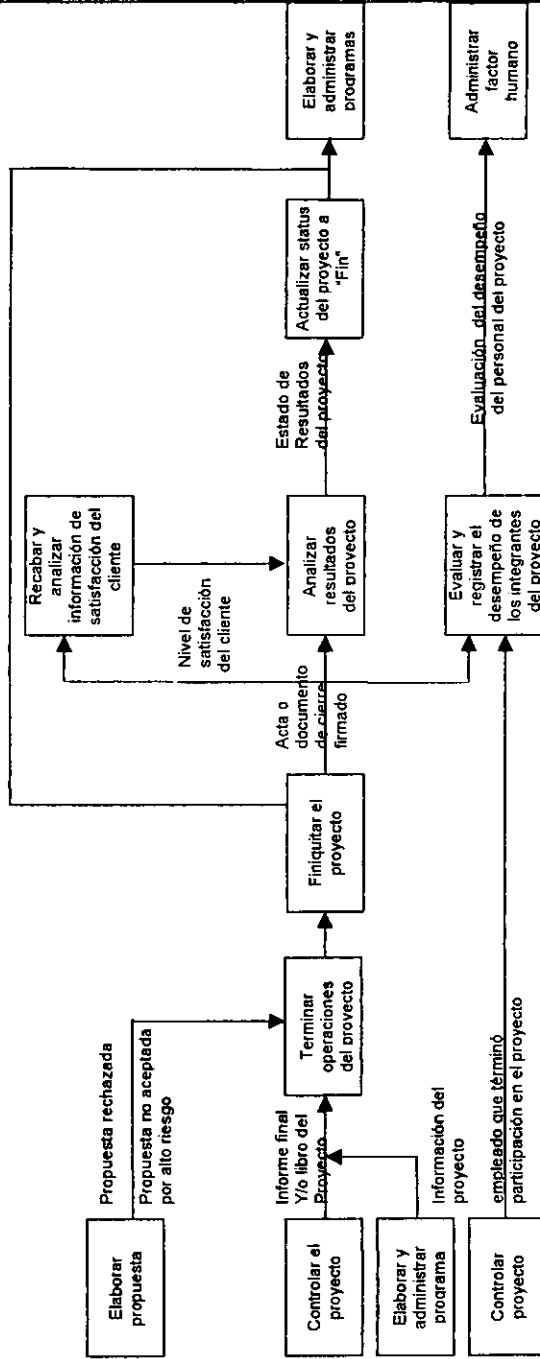 Elaborar
propuesta
Propuesta rechazada
Propuesta no aceptada
por alto riesgo
Controlar el
proyecto
Informe final
Y/o libro del
Proyecto
Elaborar y
administrar
programa
Información del
proyecto
Controlar
proyecto
empleado que terminó
participación en el proyecto
Terminar
operaciones
del proyecto
Finiquitar el
proyecto
Acta o
documento
de cierre
firmado
Recabar y
analizar
información de
satisfacción del
cliente
Nivel de
satisfacción
del cliente
Analizar
resultados
del proyecto
Evaluar y
registrar el
desempeño de
los integrantes
del proyecto
Estado de
Resultados
del proyecto
Actualizar status
del proyecto a
"Fin"
Elaborar y
administrar
programas
Evaluación del desempeño
del personal del proyecto
Administrar
factor
humano